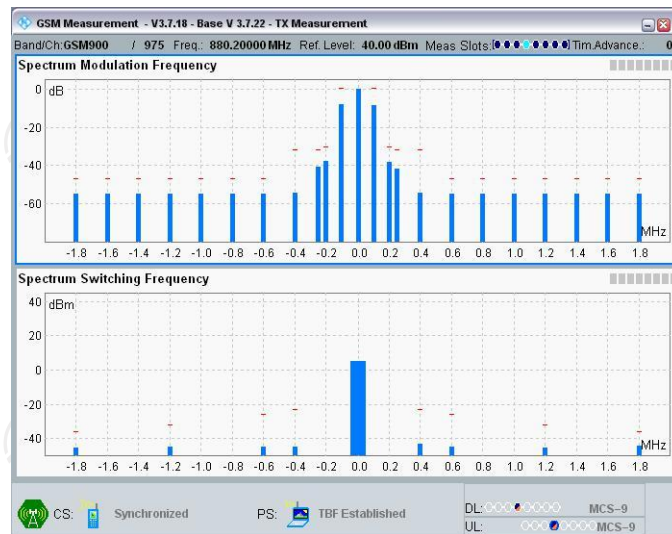 GSM Measurement - V3.7.18 - Base V 3.7.22 - TX Measurement
Band/Ch.:GSM900 / 975 Freq.: 880.20000 MHz Ref. Level: 40.00 dBm Meas Slots: Tim.Advance.: 0
Spectrum Modulation Frequency
dB
0
-20
-40
-60
MHz
-1.8 -1.6 -1.4 -1.2 -1.0 -0.8 -0.6 -0.4 -0.2 0.0 0.2 0.4 0.6 0.8 1.0 1.2 1.4 1.6 1.8
Spectrum Switching Frequency
40 dBm
20
0
-20
-40
MHz
-1.8 -1.6 -1.4 -1.2 -1.0 -0.8 -0.6 -0.4 -0.2 0.0 0.2 0.4 0.6 0.8 1.0 1.2 1.4 1.6 1.8
CS: Synchronized PS: TBF Established
DL: MCS-9
UL: MCS-9